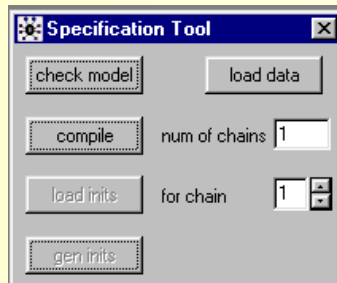 Specification Tool
check model load data
compile num of chains 1
load inits for chain 1
gen inits